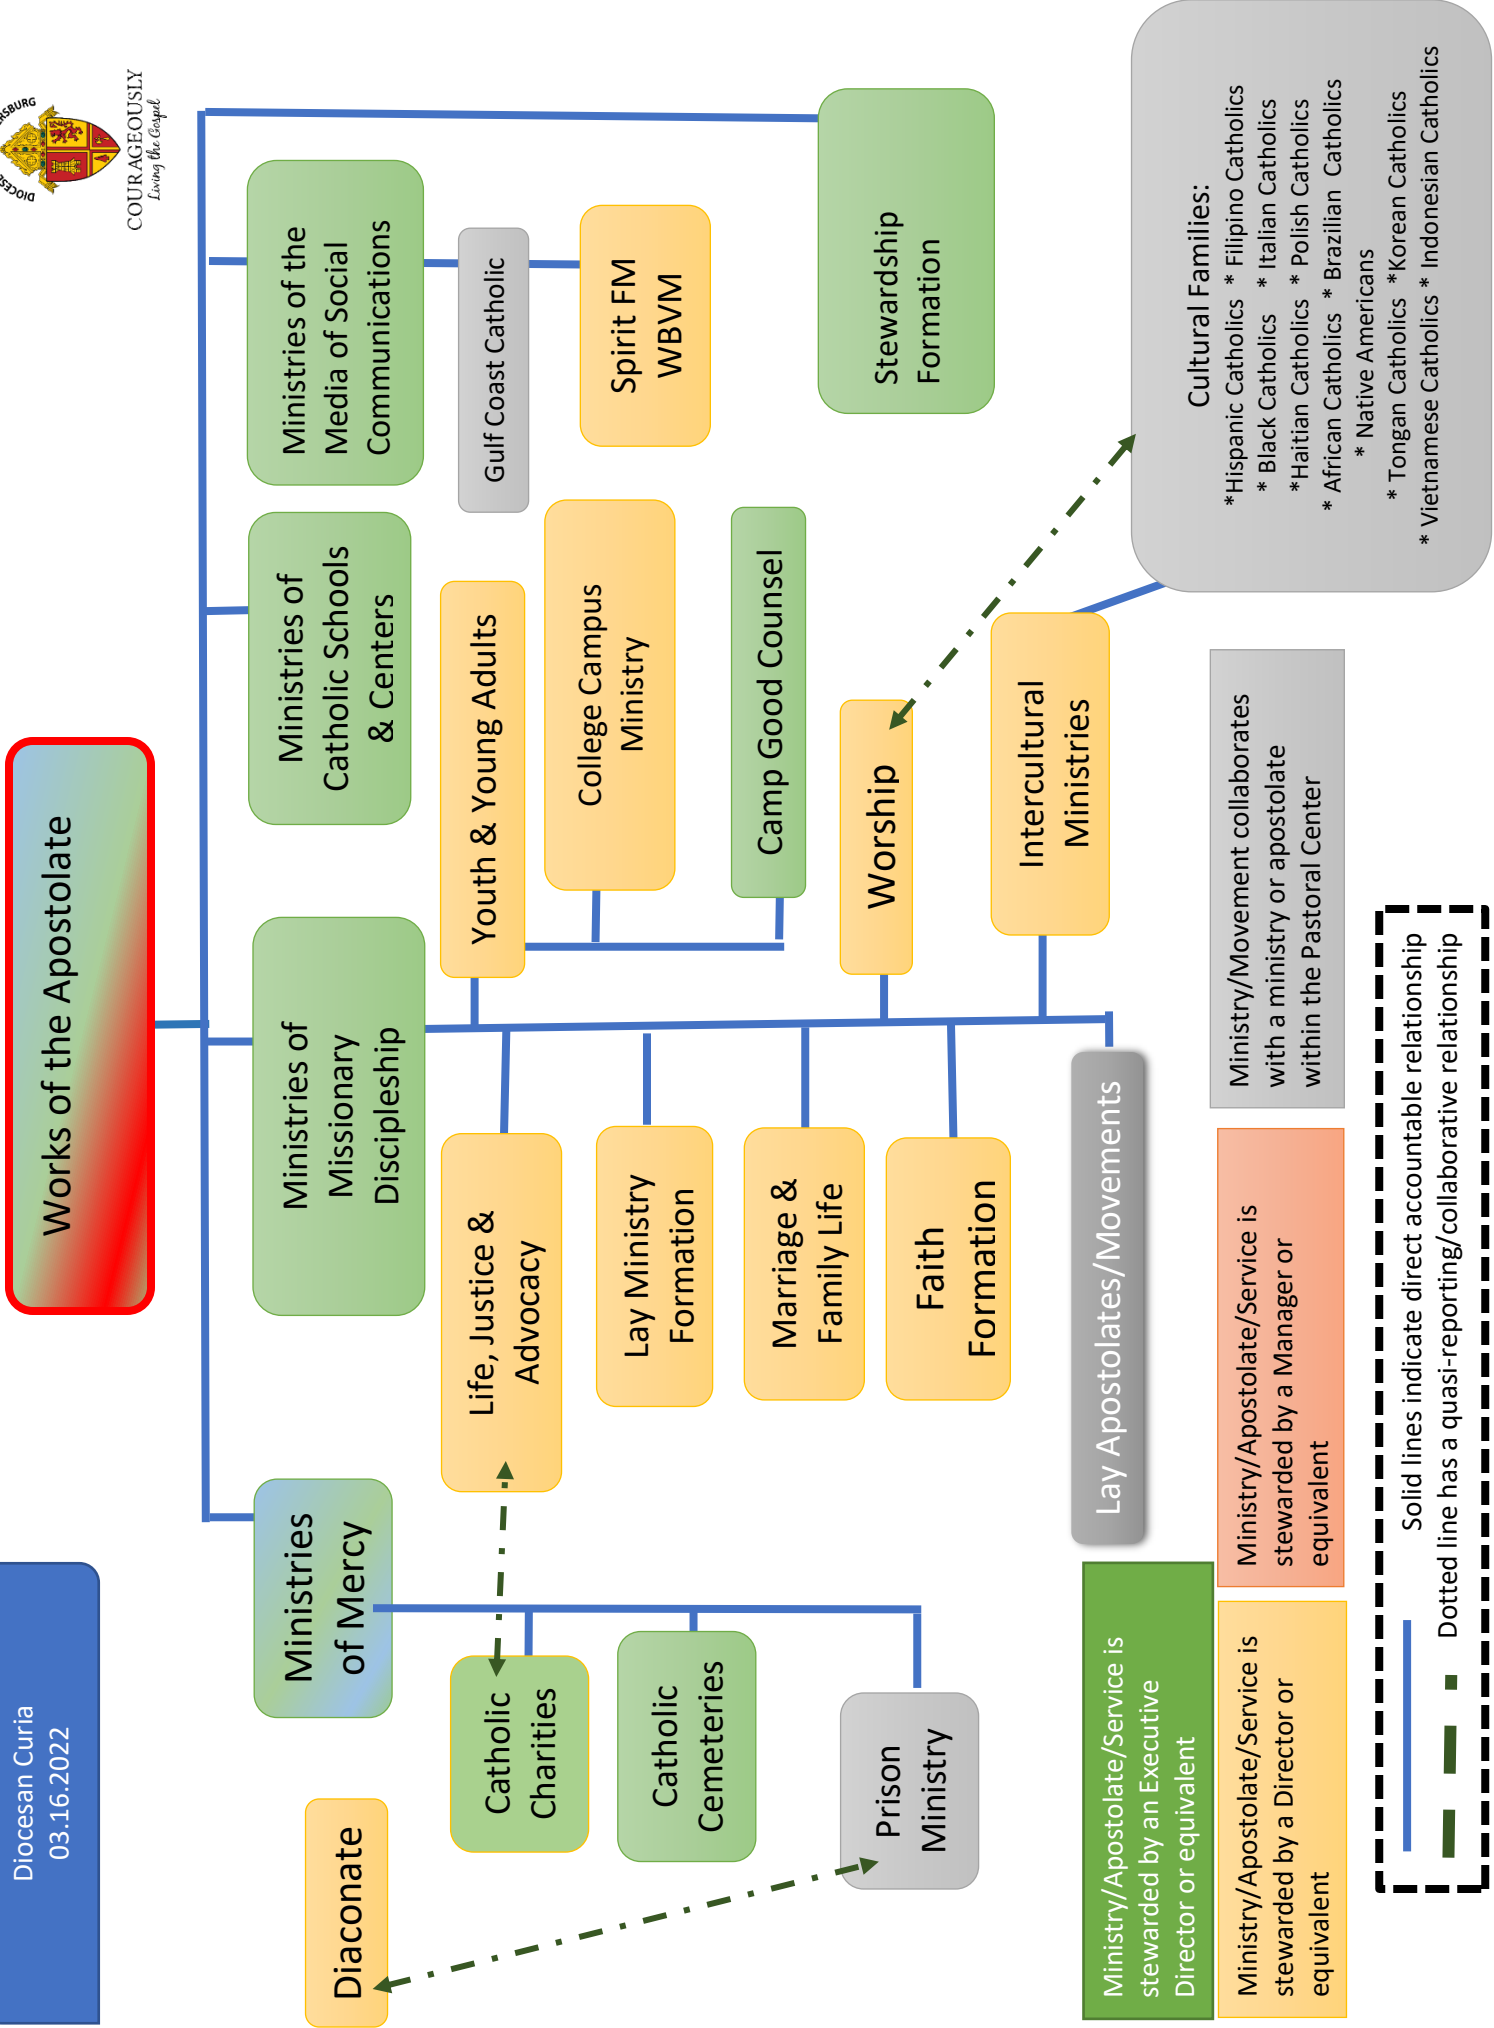 Diocesan Curia
03.16.2022
Works of the Apostolate
DIOCESE
COURAGEOUSLY
Living the Gospel
Ministries
of Mercy
Ministries of
Missionary
Discipleship
Ministries of
Catholic Schools
& Centers
Ministries of the
Media of Social
Communications
Diaconate
Catholic
Charities
Catholic
Cemeteries
Prison
Ministry
Life, Justice &
Advocacy
Lay Ministry
Formation
Marriage &
Family Life
Faith
Formation
Lay Apostolates/Movements
Youth & Young Adults
College Campus
Ministry
Camp Good Counsel
Worship
Intercultural
Ministries
Gulf Coast Catholic
Spirit FM
WBVM
Stewardship
Formation
Cultural Families:
*Hispanic Catholics * Filipino Catholics
* Black Catholics * Italian Catholics
*Haitian Catholics * Polish Catholics
* African Catholics * Brazilian Catholics
* Native Americans
* Tongan Catholics *Korean Catholics
* Vietnamese Catholics * Indonesian Catholics
Ministry/Apostolate/Service is
stewarded by an Executive
Director or equivalent
Ministry/Apostolate/Service is
stewarded by a Director or
equivalent
Ministry/Apostolate/Service is
stewarded by a Manager or
equivalent
Ministry/Movement collaborates
with a ministry or apostolate
within the Pastoral Center
Solid lines indicate direct accountable relationship
Dotted line has a quasi-reporting/collaborative relationship